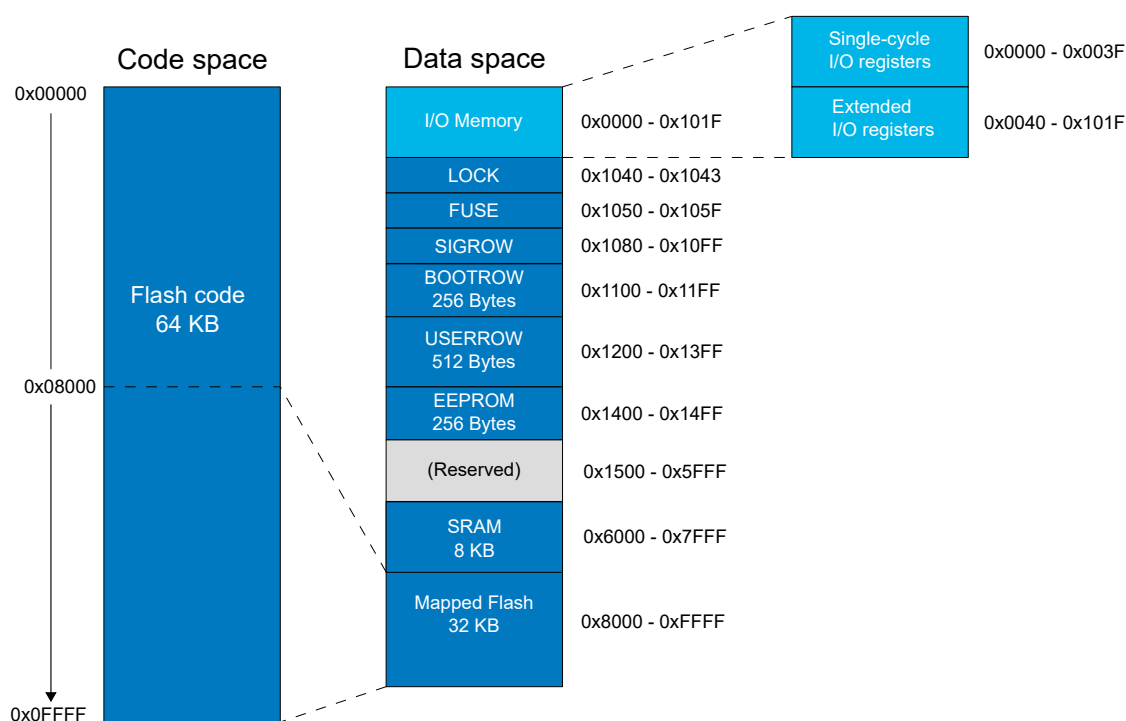 Code space
0x00000
Flash code
64 KB
0x08000
0x0FFFF
Data space
I/O Memory
0x0000 - 0x101F
LOCK
0x1040 - 0x1043
FUSE
0x1050 - 0x105F
SIGROW
0x1080 - 0x10FF
BOOTROW
256 Bytes
0x1100 - 0x11FF
USERROW
512 Bytes
0x1200 - 0x13FF
EEPROM
256 Bytes
0x1400 - 0x14FF
(Reserved)
0x1500 - 0x5FFF
SRAM
8 KB
0x6000 - 0x7FFF
Mapped Flash
32 KB
0x8000 - 0xFFFF
Single-cycle
I/O registers
0x0000 - 0x003F
Extended
I/O registers
0x0040 - 0x101F